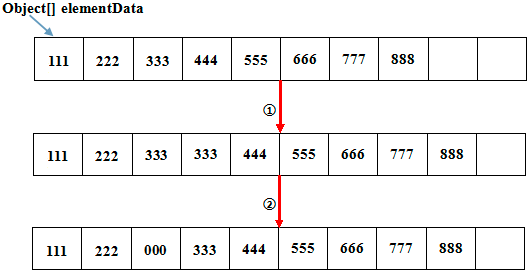 Object[] elementData
111 222 333 444 555 666 777 888
①
111 222 333 333 444 555 666 777 888
②
111 222 000 333 444 555 666 777 888